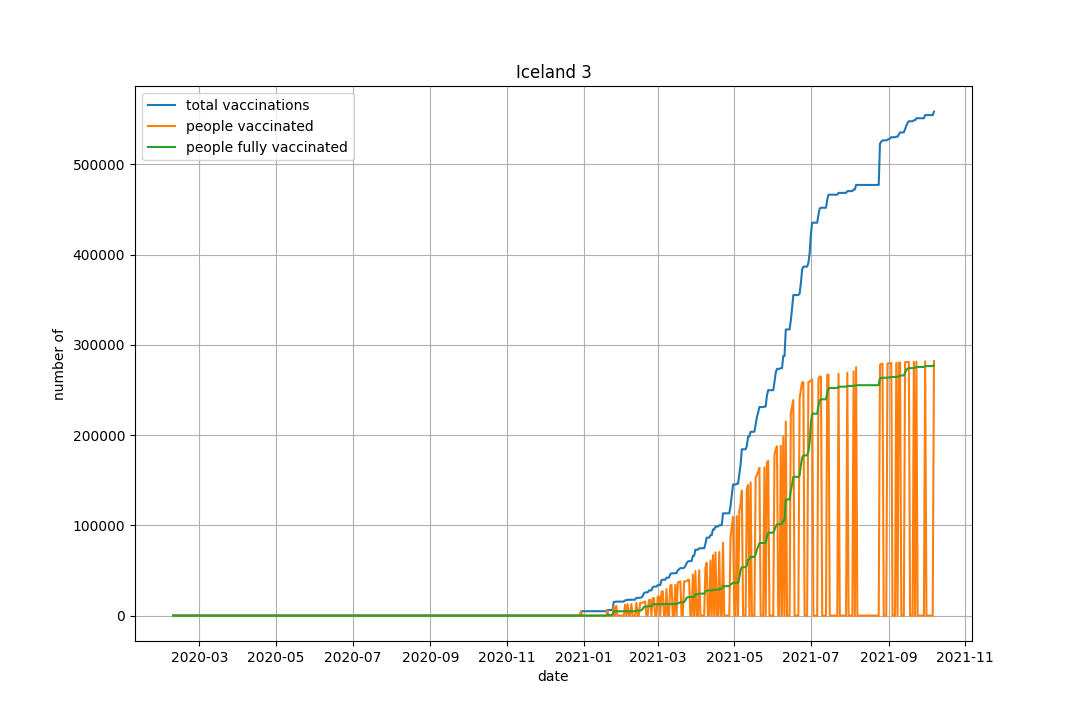 Iceland 3
total vaccinations
people vaccinated
people fully vaccinated
number of
500000
400000
300000
200000
100000
0
2020-03 2020-05 2020-07 2020-09 2020-11 2021-01 2021-03 2021-05 2021-07 2021-09 2021-11
date